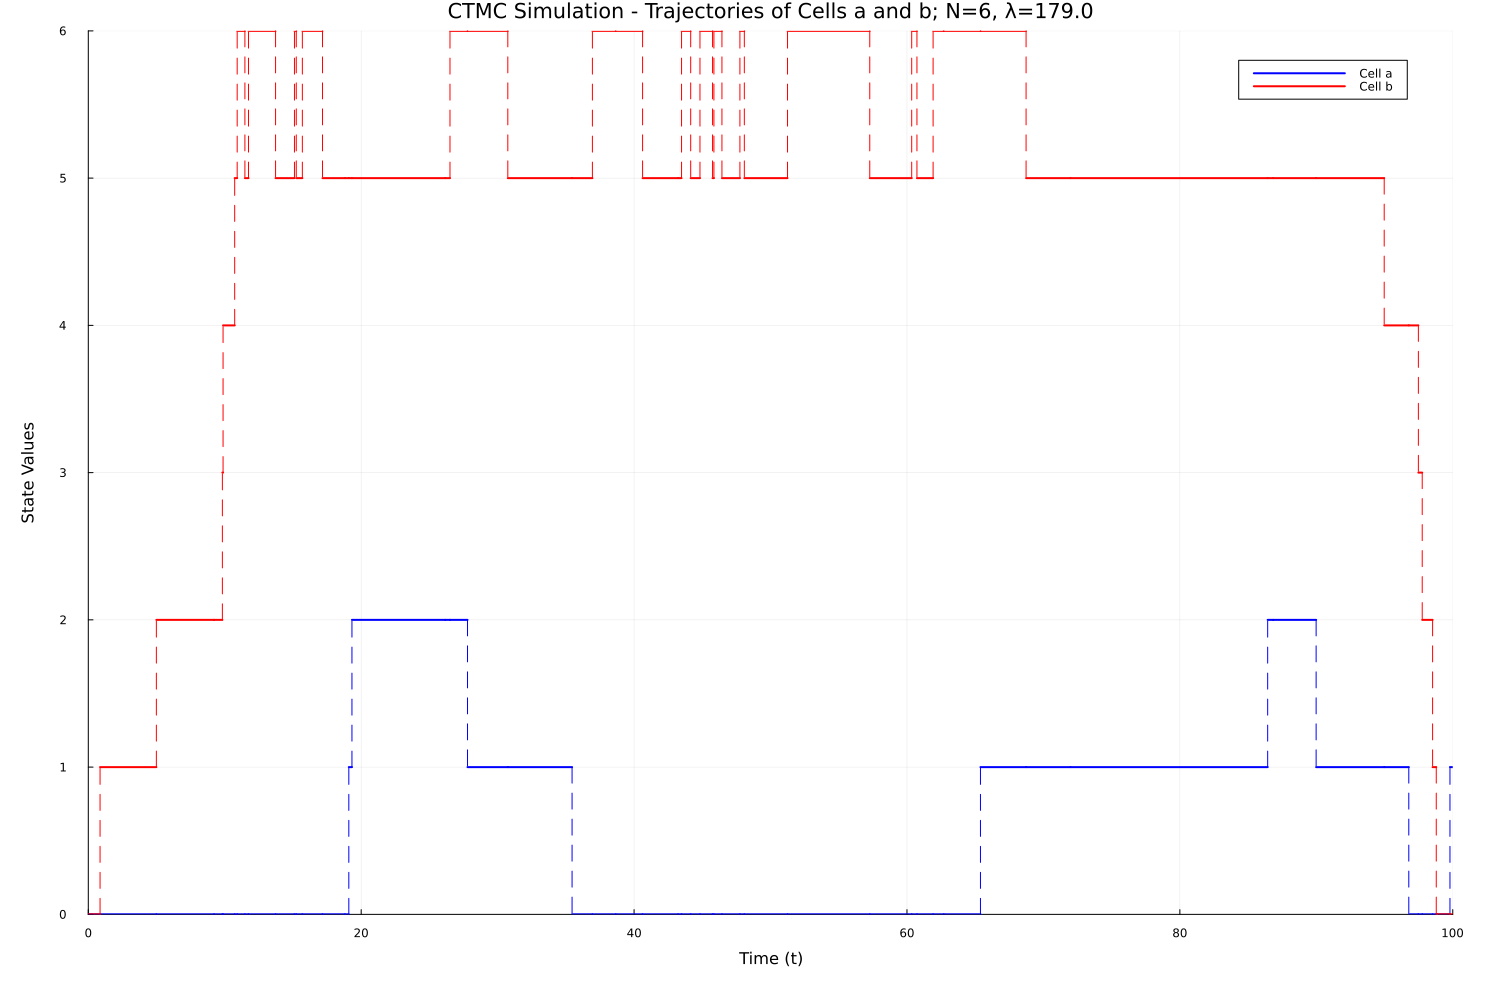 CTMC Simulation - Trajectories of Cells a and b; N=6, λ=179.0
6
Cell a
Cell b
5
4
State Values
3
2
1
0
0 20 40 60 80 100
Time (t)